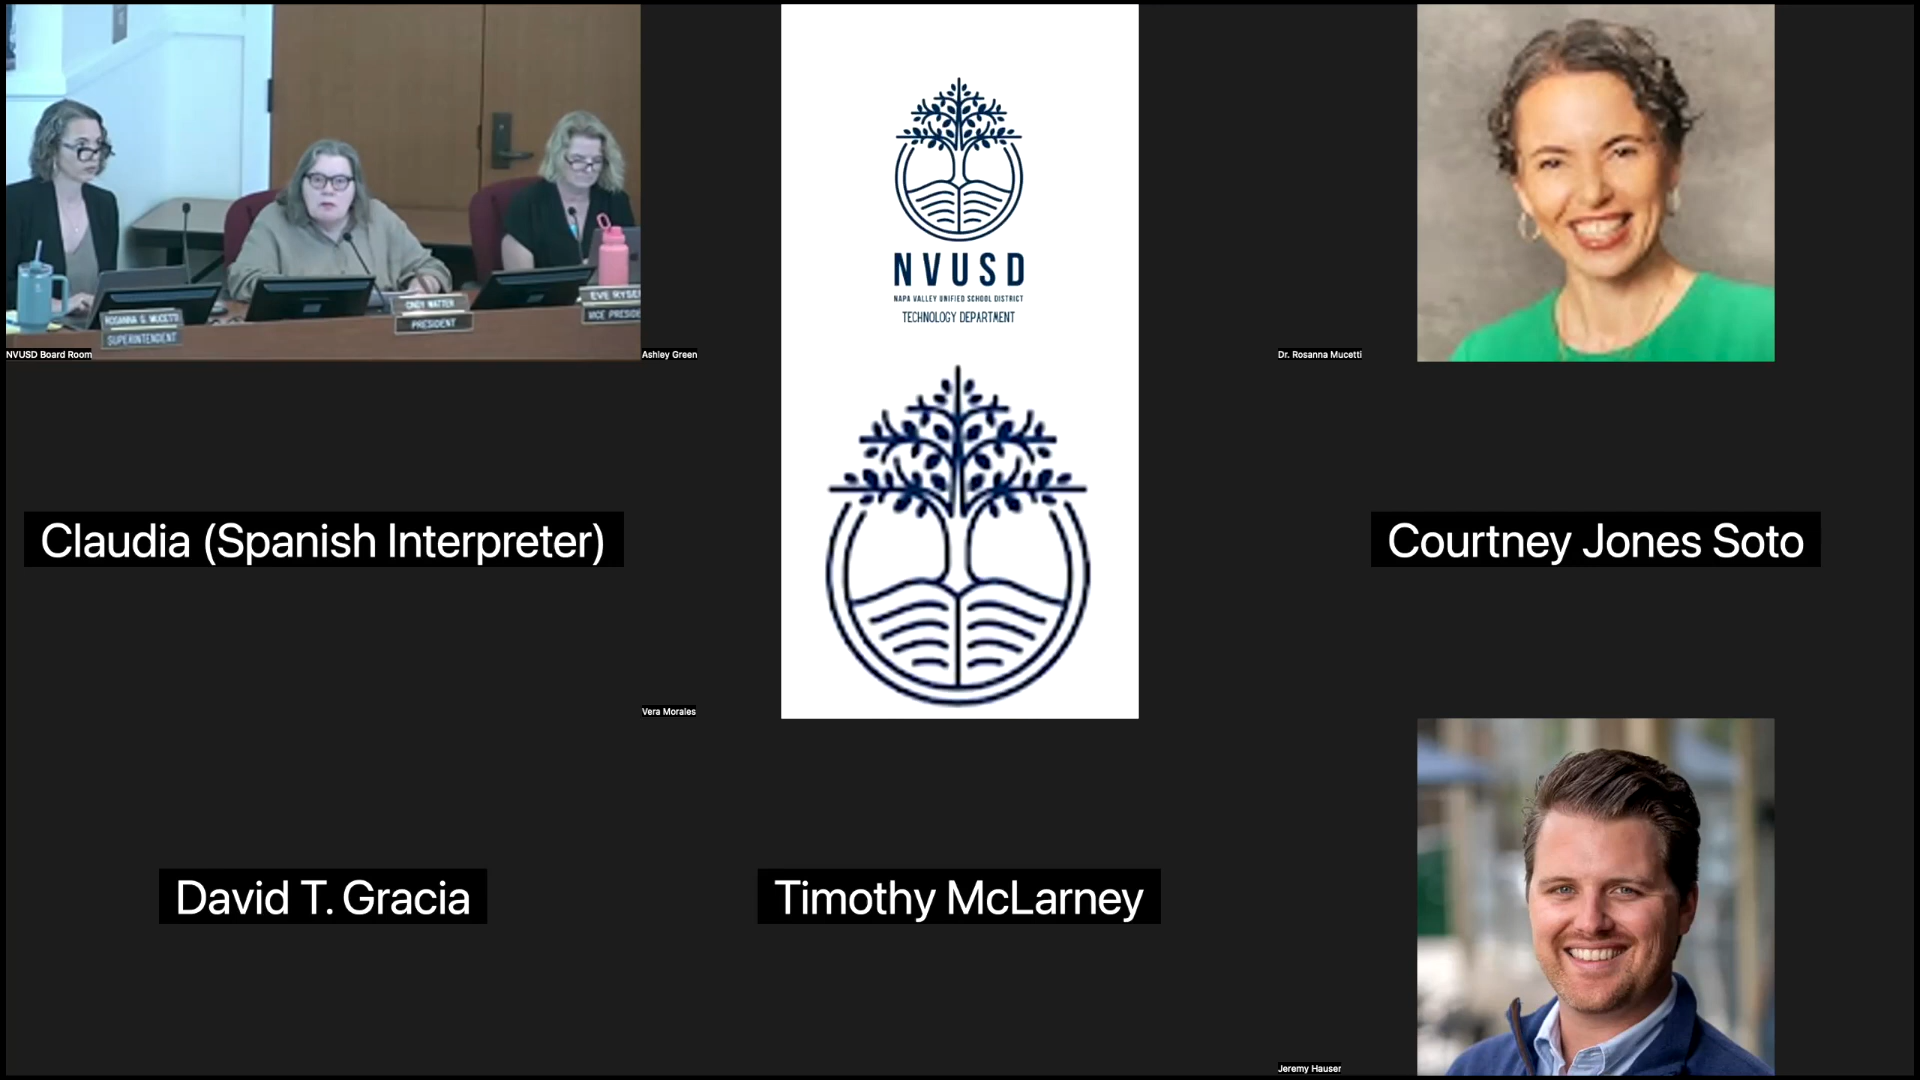 ROSANNA G. MUCETTI
SUPERINTENDENT
CINDY WATTER
PRESIDENT
EVE RYSER
VICE PRESIDE
NVUSD Board Room
NVUSD
NAPA VALLEY UNIFIED SCHOOL DISTRICT
TECHNOLOGY DEPARTMENT
Ashley Green
Dr. Rosanna Mucetti
Claudia (Spanish Interpreter)
Vera Morales
Courtney Jones Soto
David T. Gracia
Timothy McLarney
Jeremy Hauser